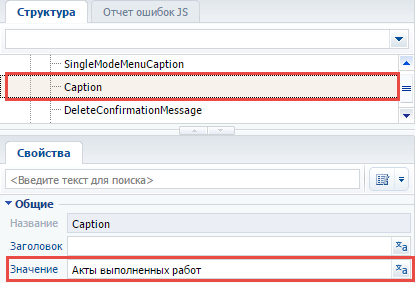 Структура Отчет ошибок JS
SingleModeMenuCaption
Caption
DeleteConfirmationMessage
Свойства
<Введите текст для поиска>
Общие
Название Caption
Заголовок
Значение Акты выполненных работ